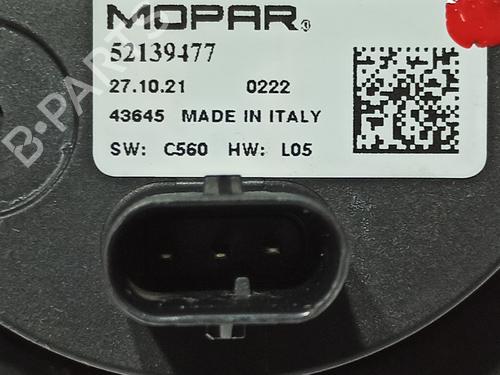 MOPAR®
52139477
27.10.21 0222
43645 MADE IN ITALY
SW: C560 HW: L05
B-PARTS